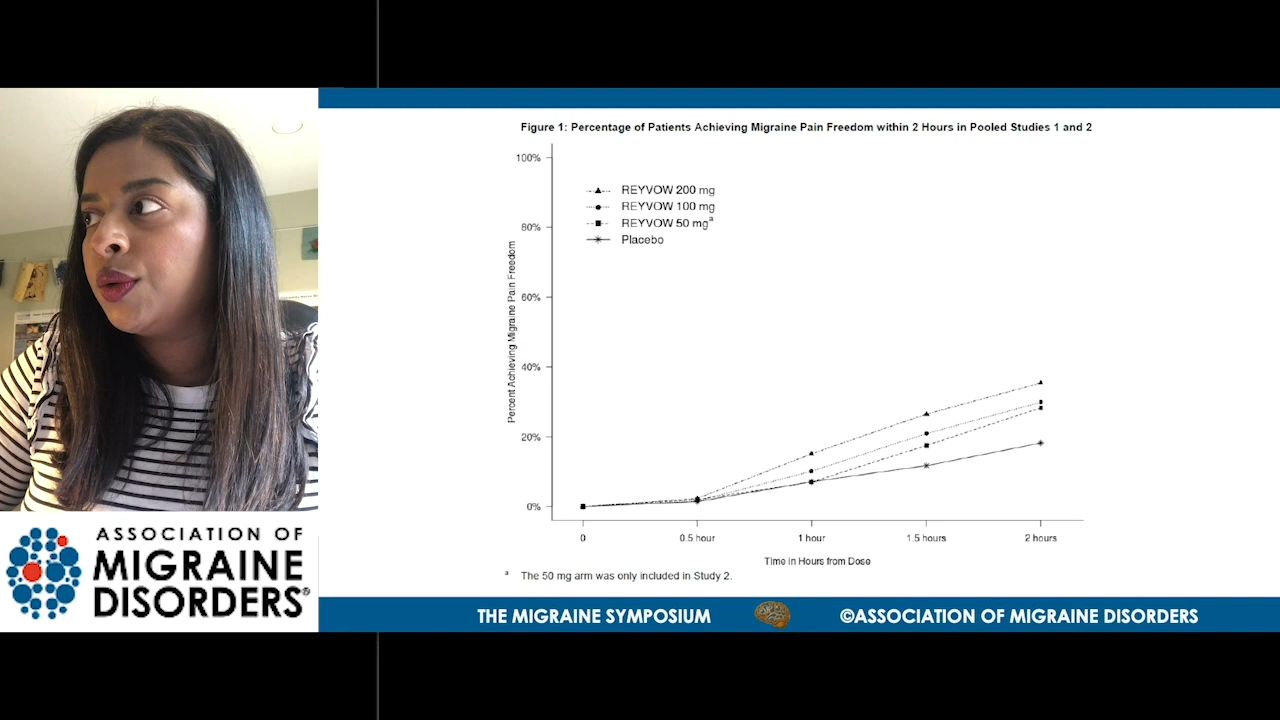 Figure 1: Percentage of Patients Achieving Migraine Pain Freedom within 2 Hours in Pooled Studies 1 and 2
100%
80%
60%
40%
20%
0%
Percent Achieving Migraine Pain Freedom
REYVOW 200 mg
REYVOW 100 mg
REYVOW 50 mgª
Placebo
0
0.5 hour
1 hour
1.5 hours
2 hours
Time in Hours from Dose
ª The 50 mg arm was only included in Study 2.
ASSOCIATION OF
MIGRAINE
DISORDERS®
THE MIGRAINE SYMPOSIUM
©ASSOCIATION OF MIGRAINE DISORDERS